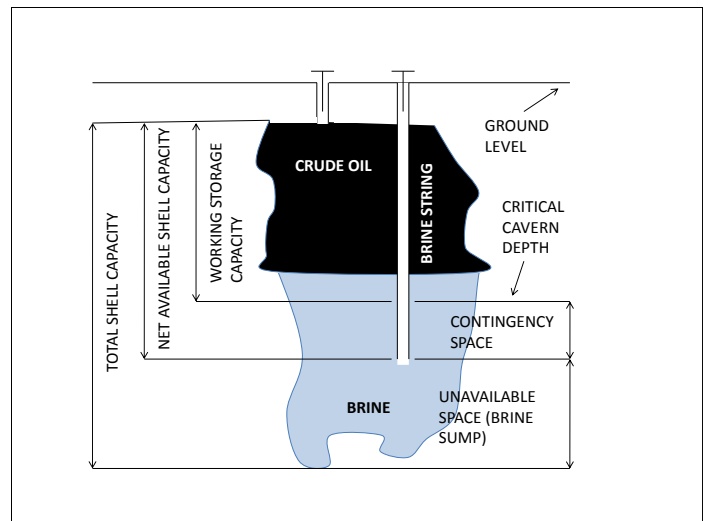 GROUND
LEVEL
CRUDE OIL
BRINE STRING
CRITICAL
CAVERN
DEPTH
TOTAL SHELL CAPACITY
NET AVAILABLE SHELL CAPACITY
WORKING STORAGE
CAPACITY
CONTINGENCY
SPACE
BRINE
UNAVAILABLE
SPACE (BRINE
SUMP)